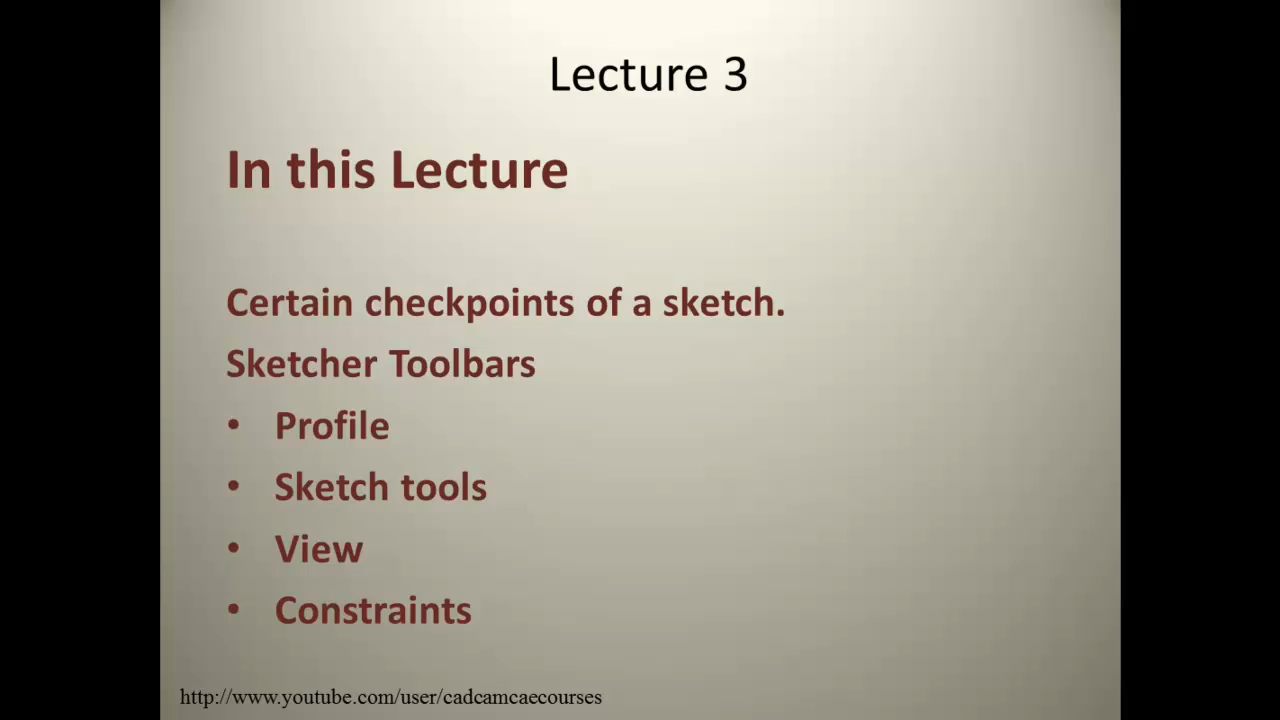 Lecture 3
In this Lecture
Certain checkpoints of a sketch.
Sketcher Toolbars
• Profile
• Sketch tools
• View
• Constraints
http://www.youtube.com/user/cadcamcaecourses